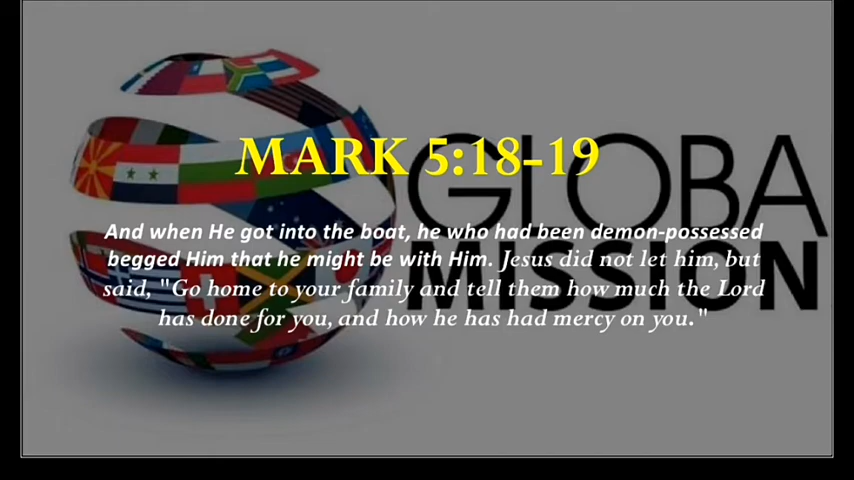 MARK 5:18-19
GLOBA
MISSION
And when He got into the boat, he who had been demon-possessed
begged Him that he might be with Him. Jesus did not let him, but
said, "Go home to your family and tell them how much the Lord
has done for you, and how he has had mercy on you."